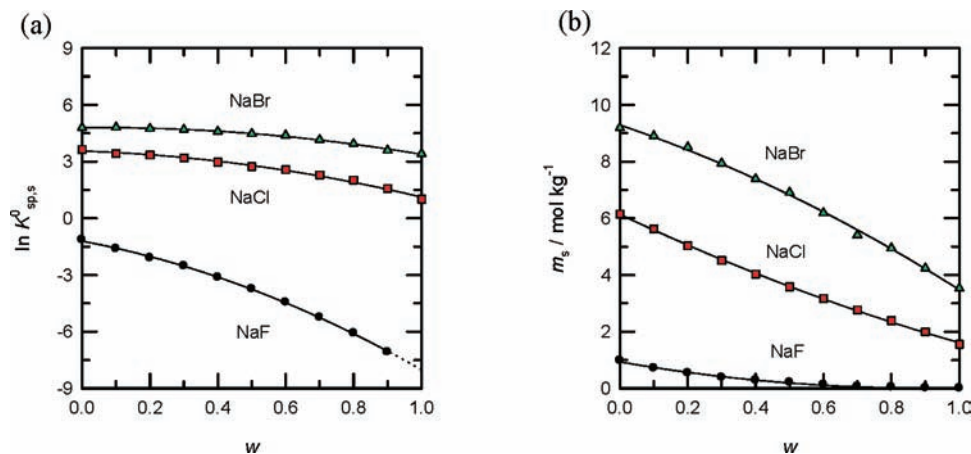 (a)
9
6
3
0
-3
-6
-9
ln K⁰sp,s
NaBr
NaCl
NaF
0.0 0.2 0.4 0.6 0.8 1.0
w
(b)
12
10
8
6
4
2
0
mₛ / mol kg⁻¹
NaBr
NaCl
NaF
0.0 0.2 0.4 0.6 0.8 1.0
w